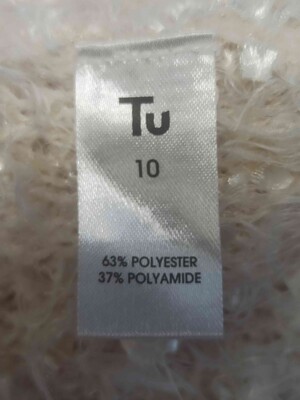 Tu
10
63% POLYESTER
37% POLYAMIDE